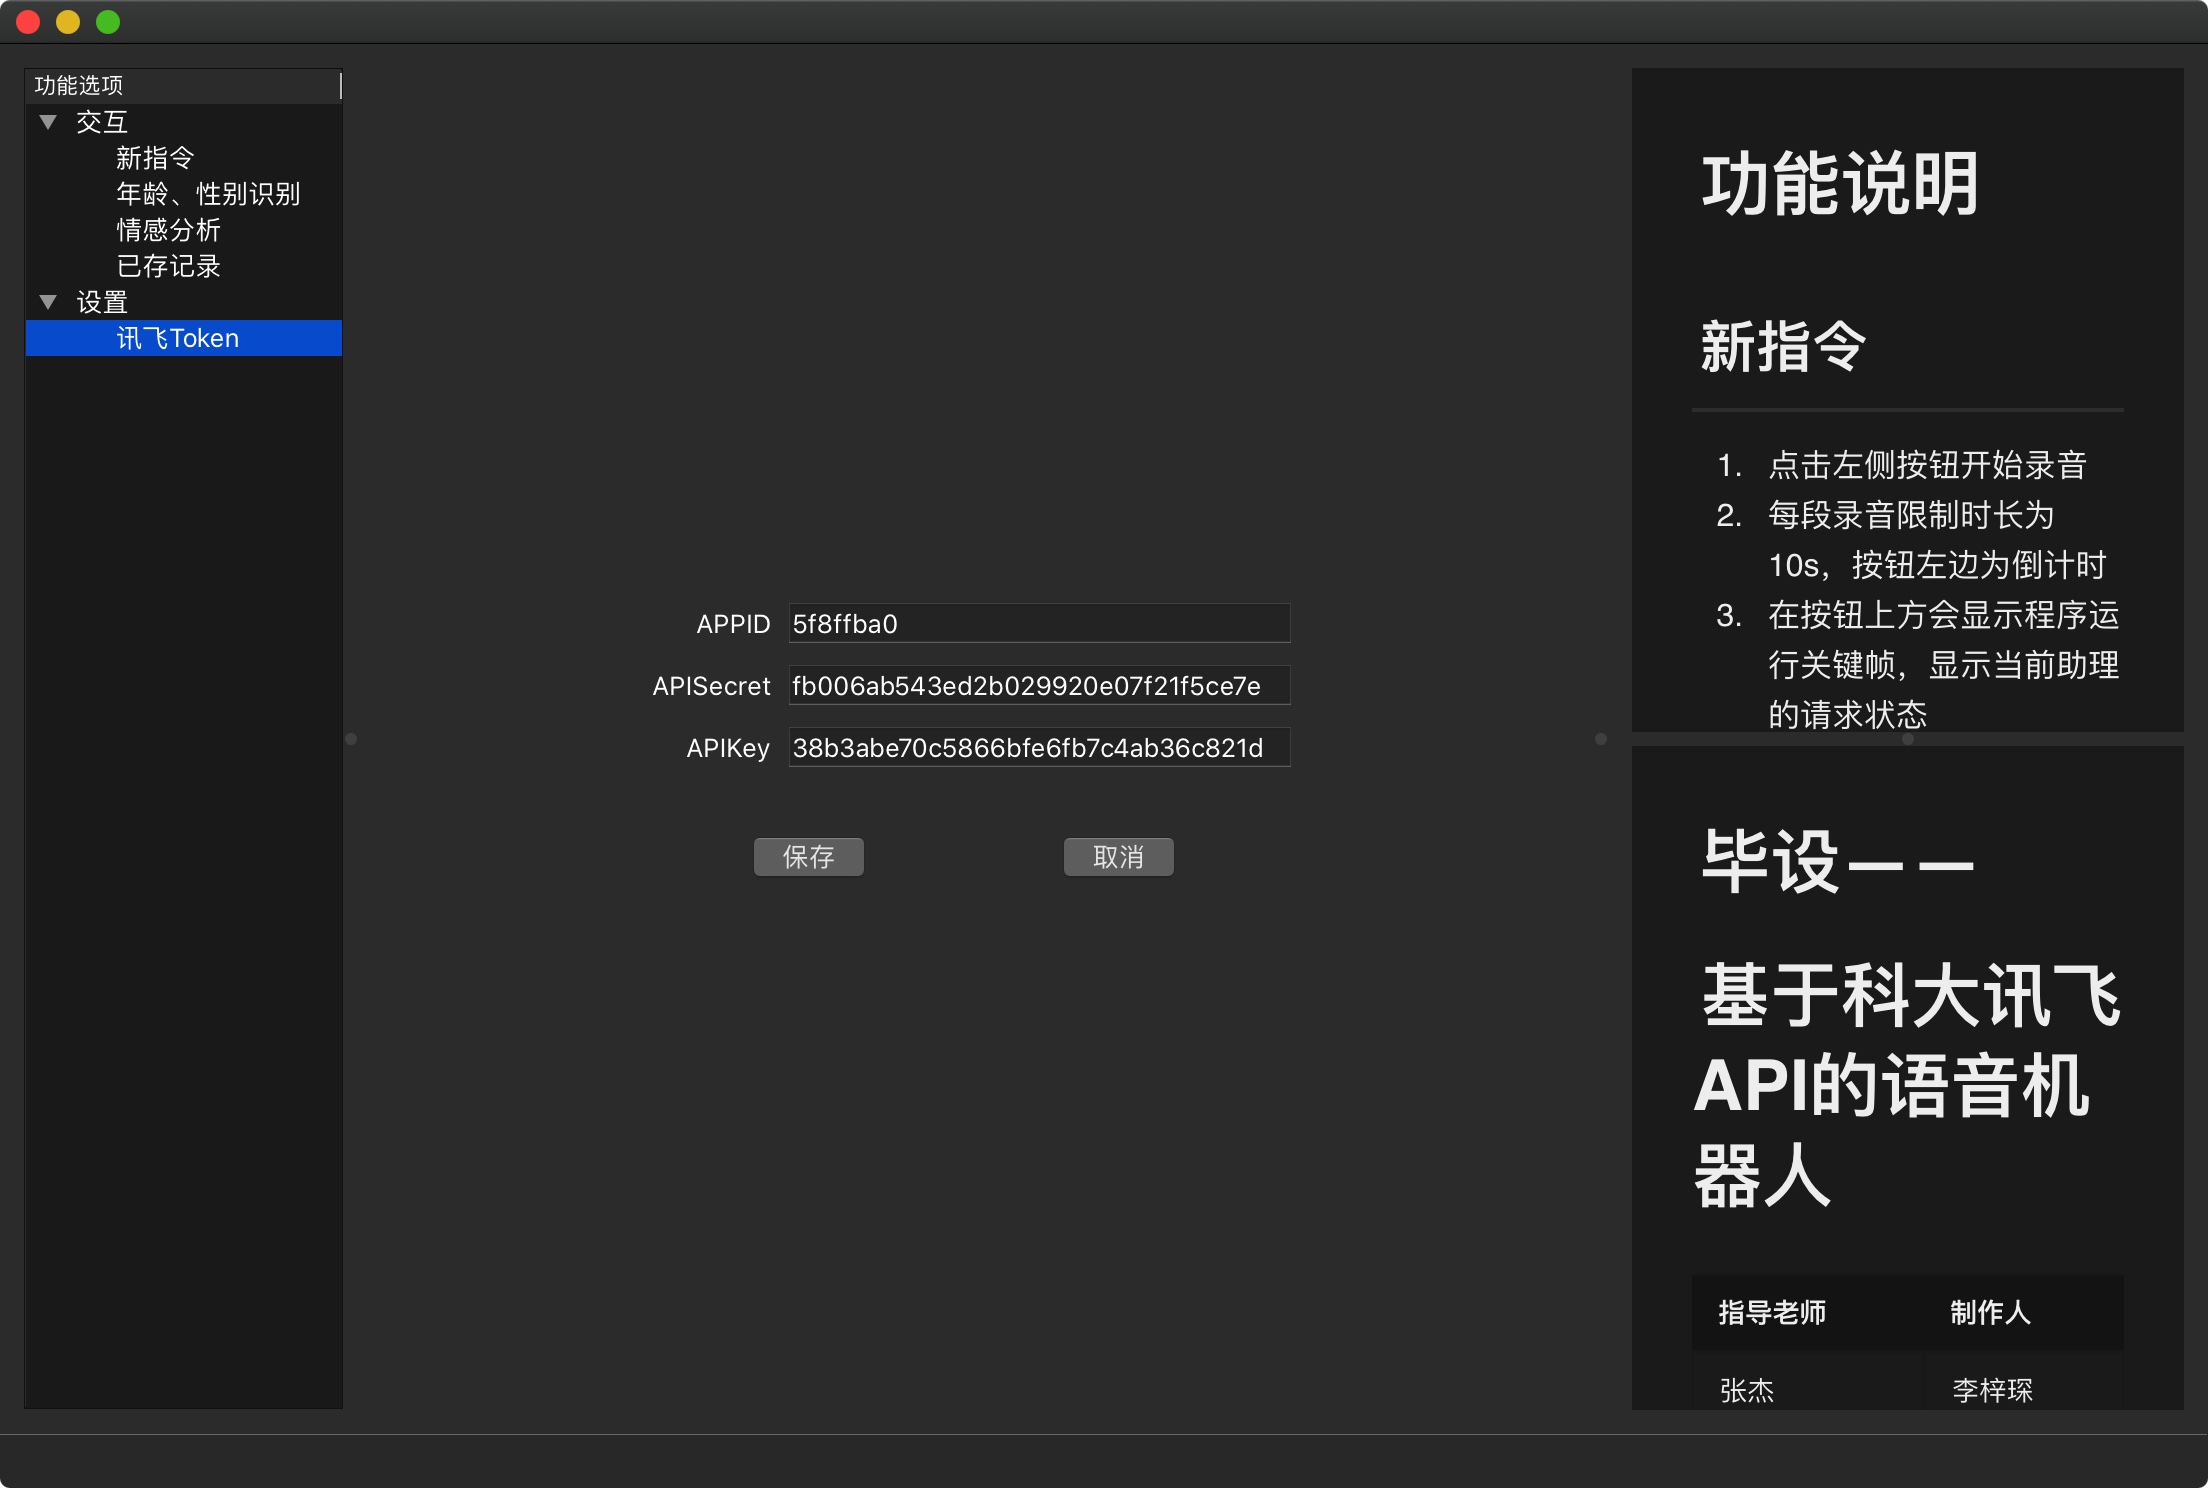 功能选项
交互
新指令
年龄、性别识别
情感分析
已存记录
设置
讯飞Token
APPID 5f8ffba0
APISecret fb006ab543ed2b029920e07f21f5ce7e
APIKey 38b3abe70c5866bfe6fb7c4ab36c821d
保存 取消
功能说明
新指令
1. 点击左侧按钮开始录音
2. 每段录音限制时长为
10s，按钮左边为倒计时
3. 在按钮上方会显示程序运
行关键帧，显示当前助理
的请求状态
毕设——
基于科大讯飞
API的语音机
器人
指导老师 制作人
张杰 李梓琛